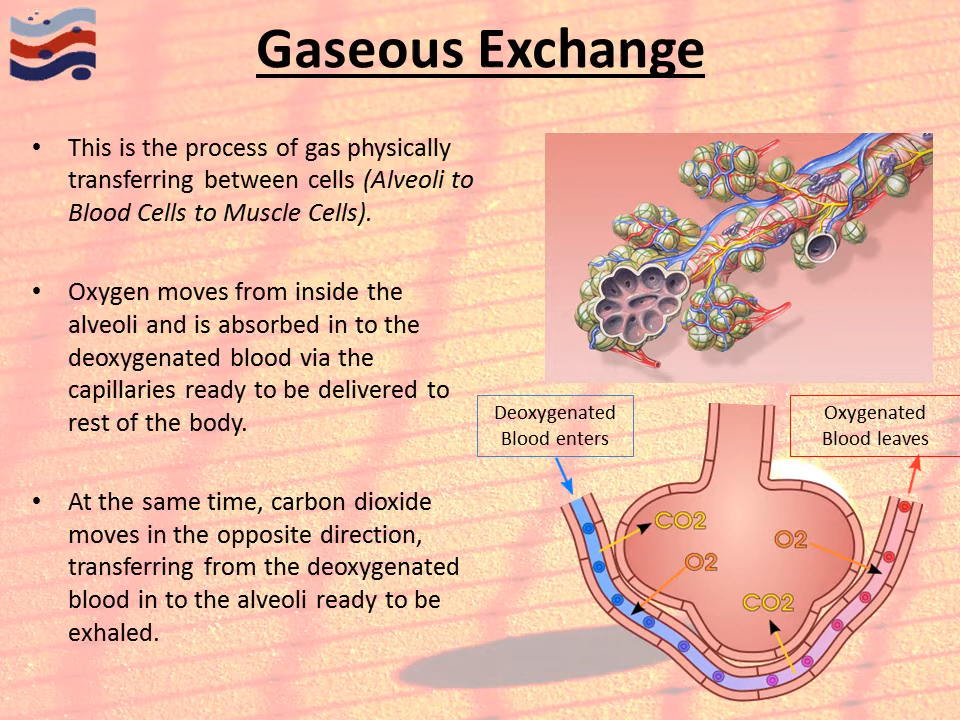 Gaseous Exchange
• This is the process of gas physically
transferring between cells (Alveoli to
Blood Cells to Muscle Cells).
• Oxygen moves from inside the
alveoli and is absorbed in to the
deoxygenated blood via the
capillaries ready to be delivered to
rest of the body.
• At the same time, carbon dioxide
moves in the opposite direction,
transferring from the deoxygenated
blood in to the alveoli ready to be
exhaled.
Deoxygenated
Blood enters
Oxygenated
Blood leaves
CO2
O2
O2
CO2